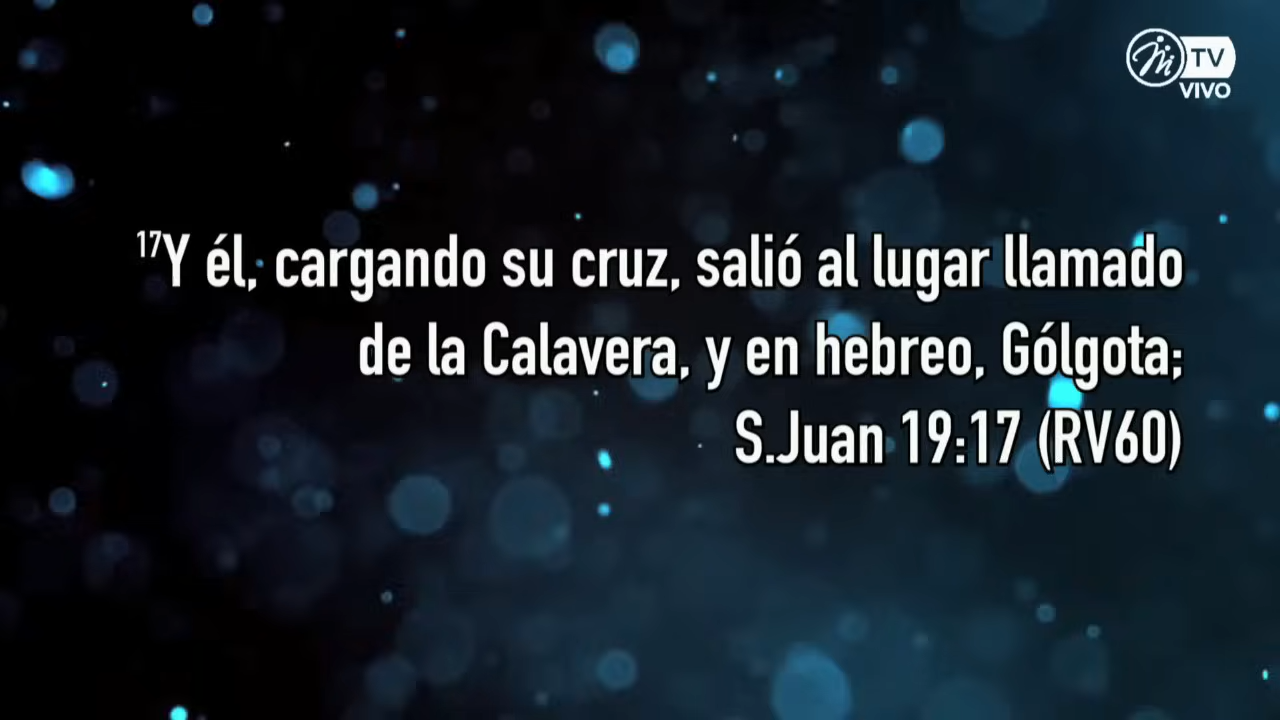 TV
VIVO
17Y él, cargando su cruz, salió al lugar llamado
de la Calavera, y en hebreo, Gólgota;
S.Juan 19:17 (RV60)